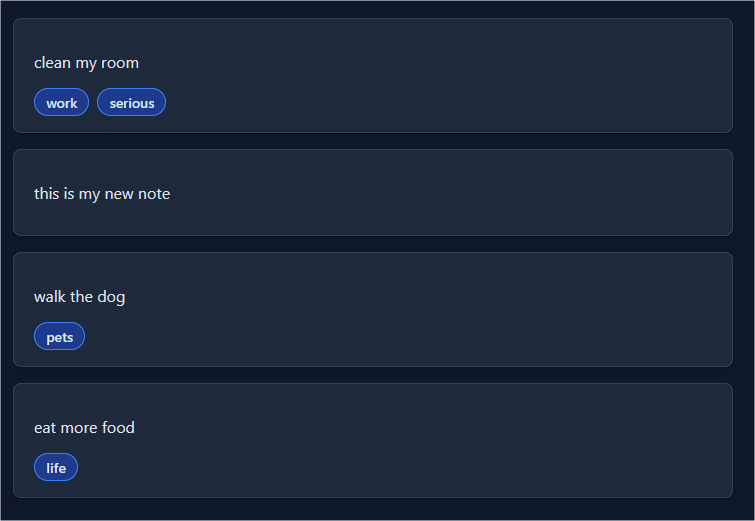 clean my room
work serious
this is my new note
walk the dog
pets
eat more food
life